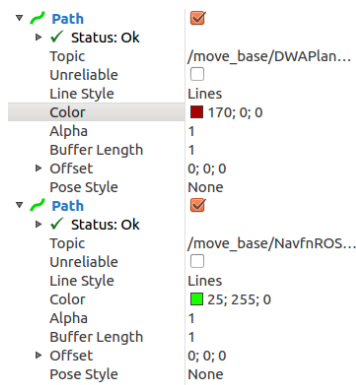 Path
Status: Ok
Topic /move_base/DWAPlan...
Unreliable
Line Style Lines
Color 170; 0; 0
Alpha 1
Buffer Length 1
Offset 0; 0; 0
Pose Style None
Path
Status: Ok
Topic /move_base/NavfnROS...
Unreliable
Line Style Lines
Color 25; 255; 0
Alpha 1
Buffer Length 1
Offset 0; 0; 0
Pose Style None